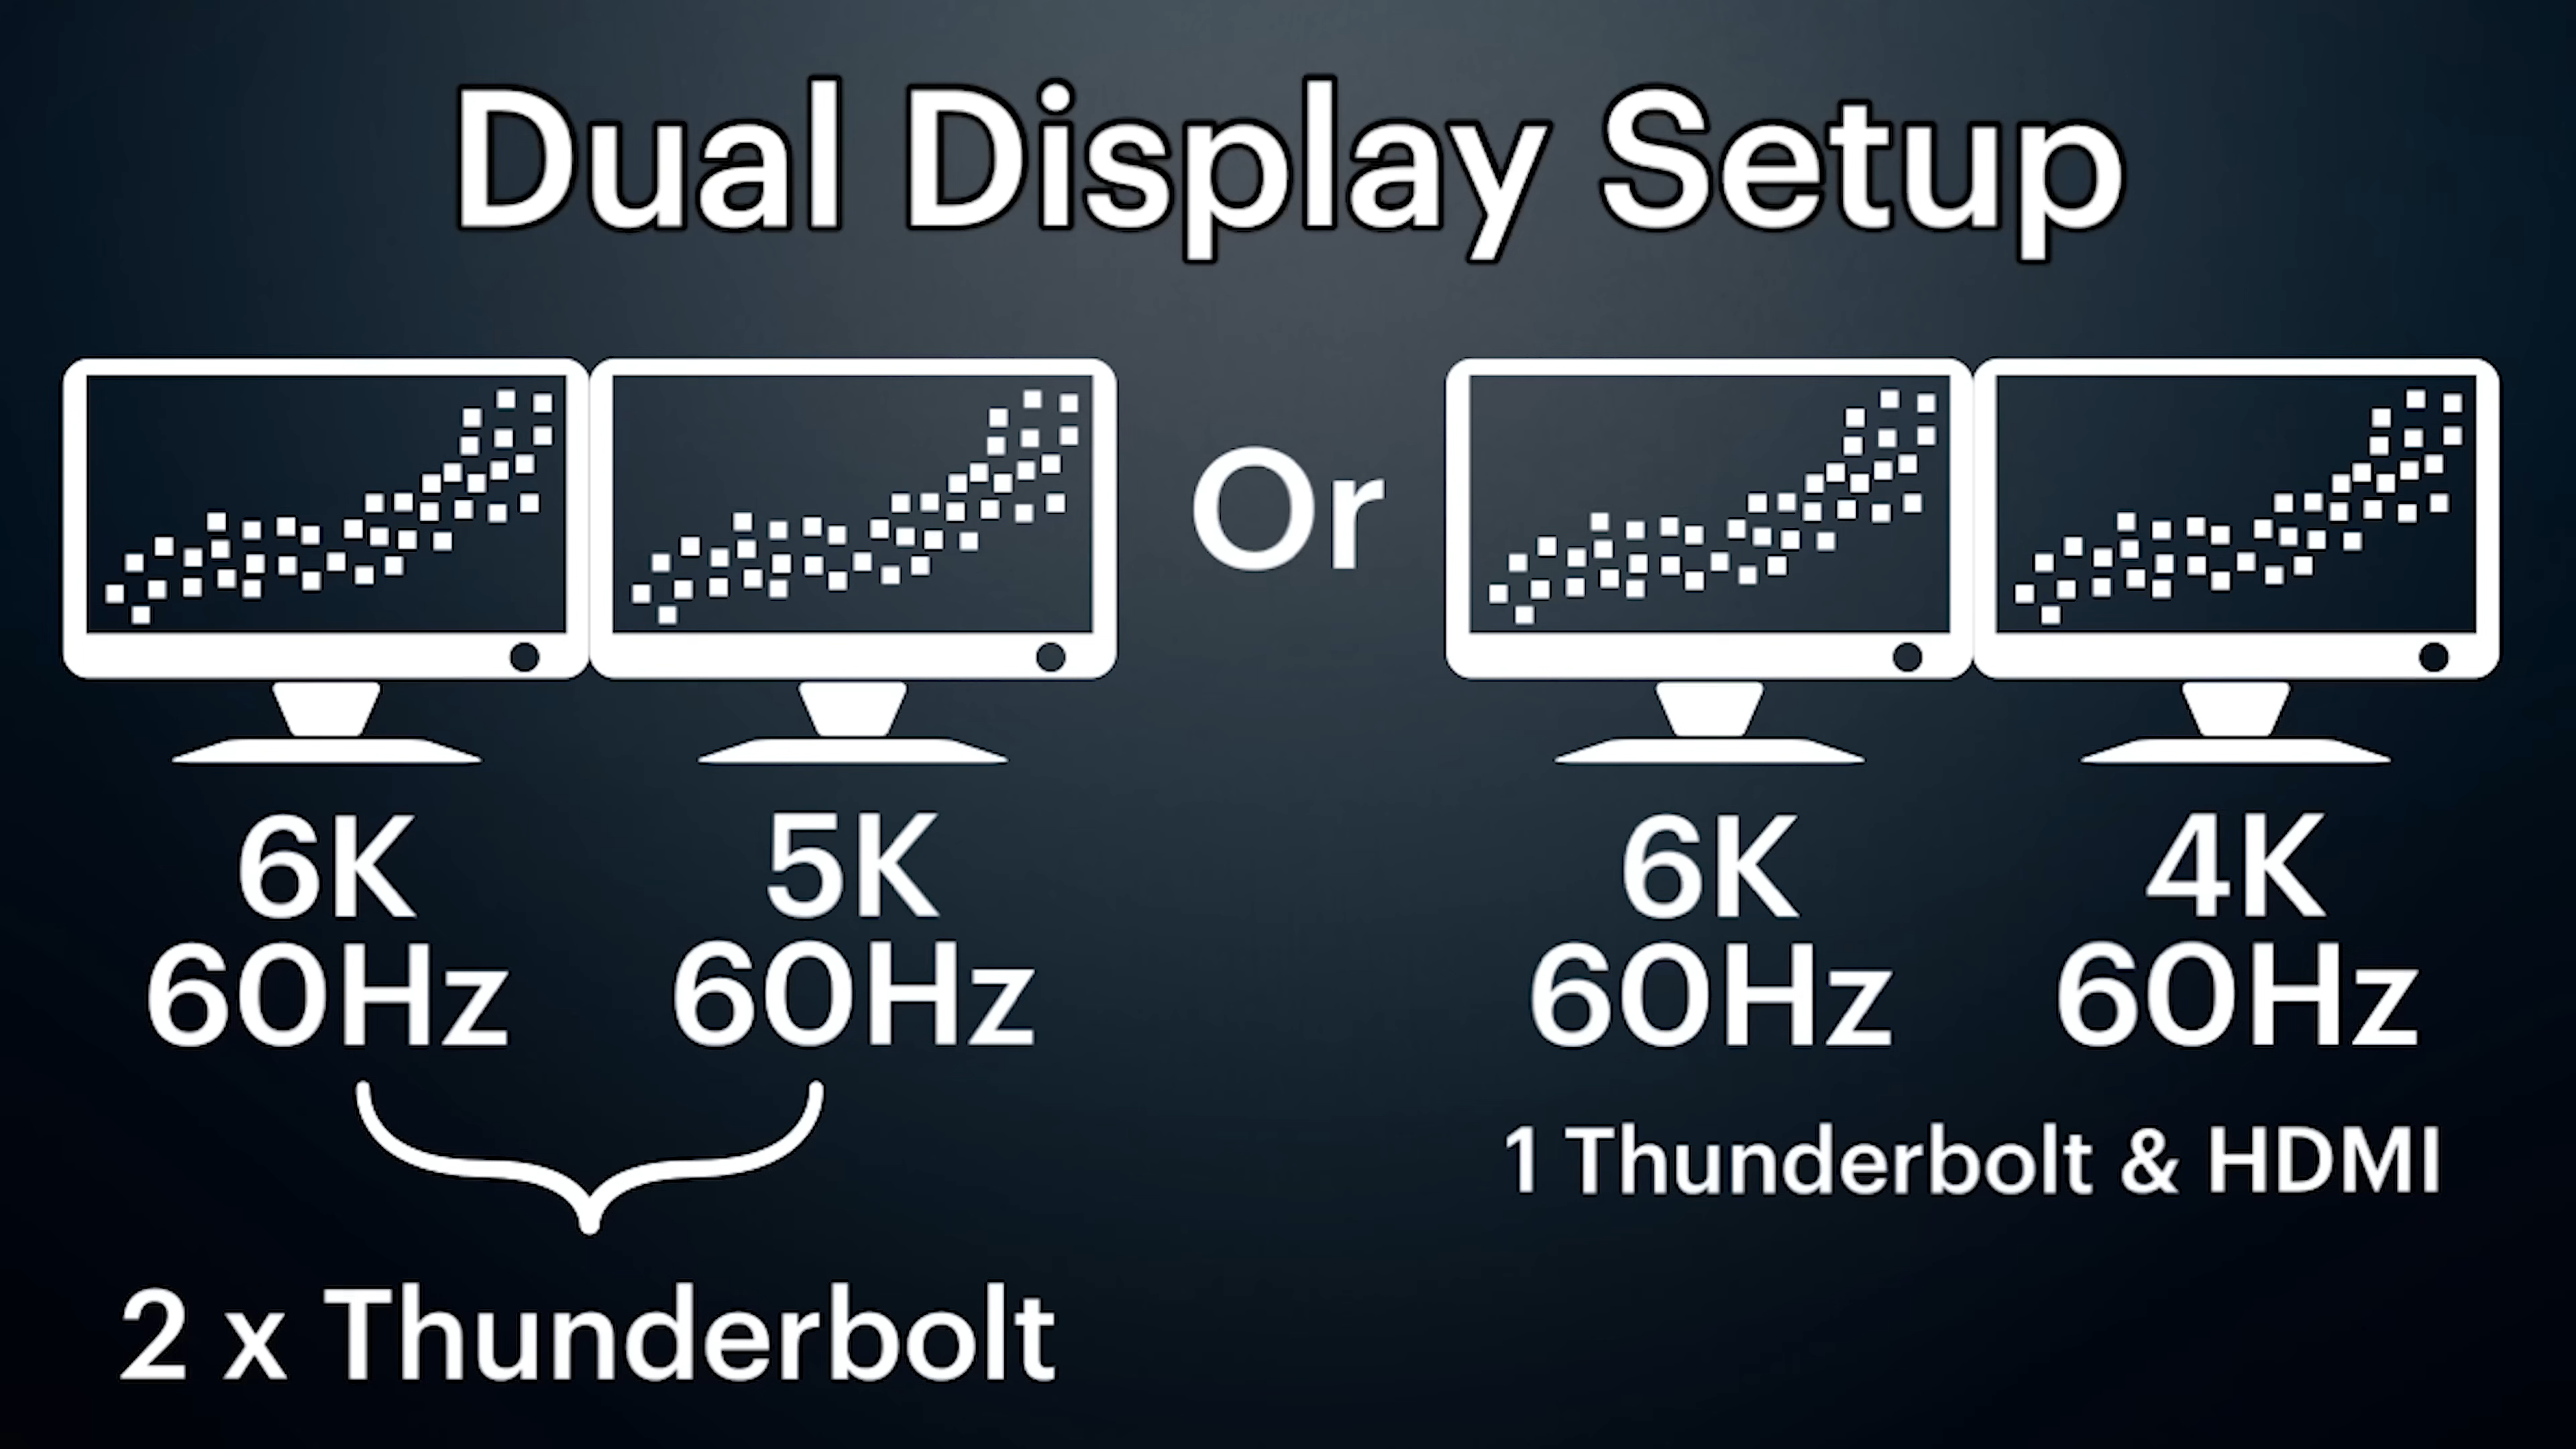 Dual Display Setup
Or
6K
60Hz
5K
60Hz
2 x Thunderbolt
6K
60Hz
4K
60Hz
1 Thunderbolt & HDMI